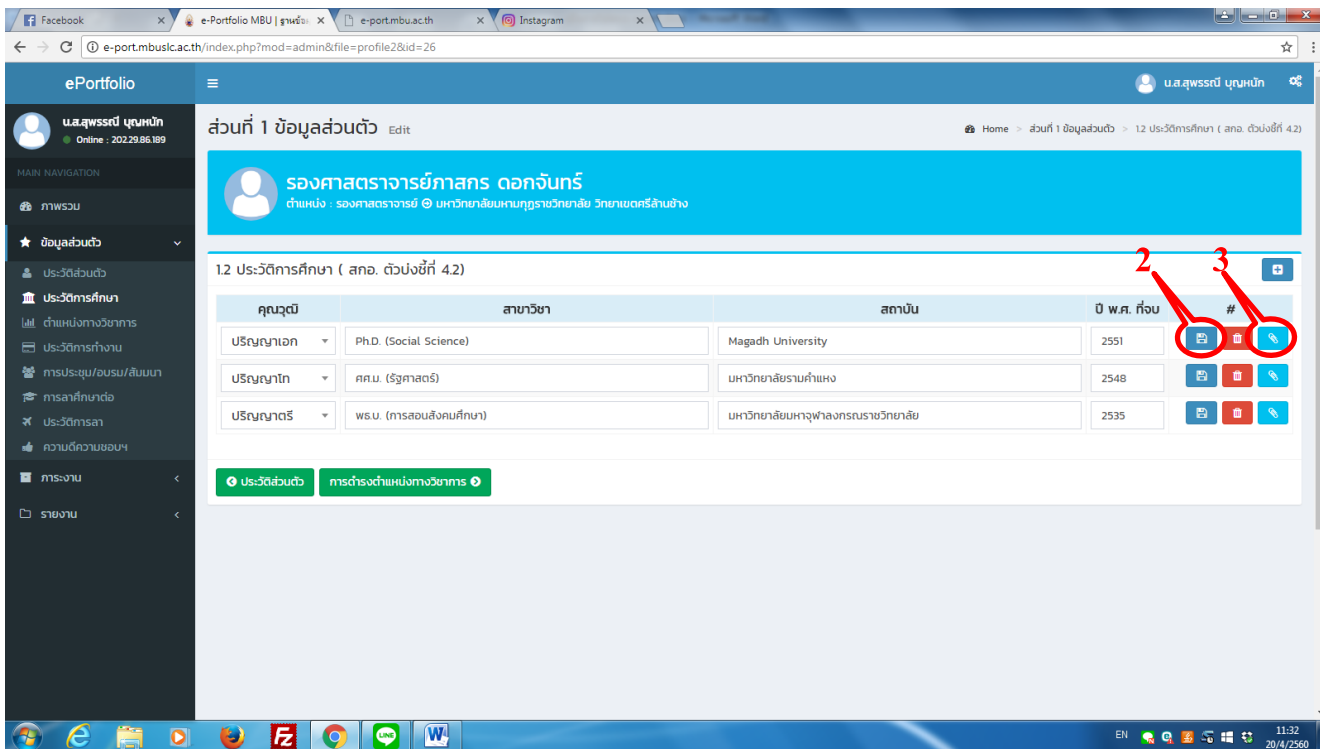 Facebook
e-Portfolio MBU | ฐานข้อ
e-port.mbu.ac.th
Instagram
e-port.mbuslc.ac.th/index.php?mod=admin&file=profile2&id=26
ePortfolio
น.ส.สุพรรณี บุญหนัก
น.ส.สุพรรณี บุญหนัก
Online : 202.29.86.189
ส่วนที่ 1 ข้อมูลส่วนตัว Edit
Home > ส่วนที่ 1 ข้อมูลส่วนตัว > 1.2 ประวัติการศึกษา ( สกอ. ตัวบ่งชี้ที่ 4.2)
MAIN NAVIGATION
ภาพรวม
ข้อมูลส่วนตัว
ประวัติส่วนตัว
ประวัติการศึกษา
ตำแหน่งทางวิชาการ
ประวัติการทำงาน
การประชุม/อบรม/สัมมนา
การลาศึกษาต่อ
ประวัติการลา
ความดีความชอบฯ
ภาระงาน
รายงาน
รองศาสตราจารย์ภาสกร ดอกจันทร์
ตำแหน่ง : รองศาสตราจารย์ มหาวิทยาลัยมหามกุฏราชวิทยาลัย วิทยาเขตศรีล้านช้าง
1.2 ประวัติการศึกษา ( สกอ. ตัวบ่งชี้ที่ 4.2)
2 3
คุณวุฒิ สาขาวิชา สถาบัน ปี พ.ศ. ที่จบ #
ปริญญาเอก Ph.D. (Social Science) Magadh University 2551
ปริญญาโท ศศ.ม. (รัฐศาสตร์) มหาวิทยาลัยรามคำแหง 2548
ปริญญาตรี พธ.บ. (การสอนสังคมศึกษา) มหาวิทยาลัยมหาจุฬาลงกรณราชวิทยาลัย 2535
ประวัติส่วนตัว การดำรงตำแหน่งทางวิชาการ
LINE
EN
11:32
20/4/2560